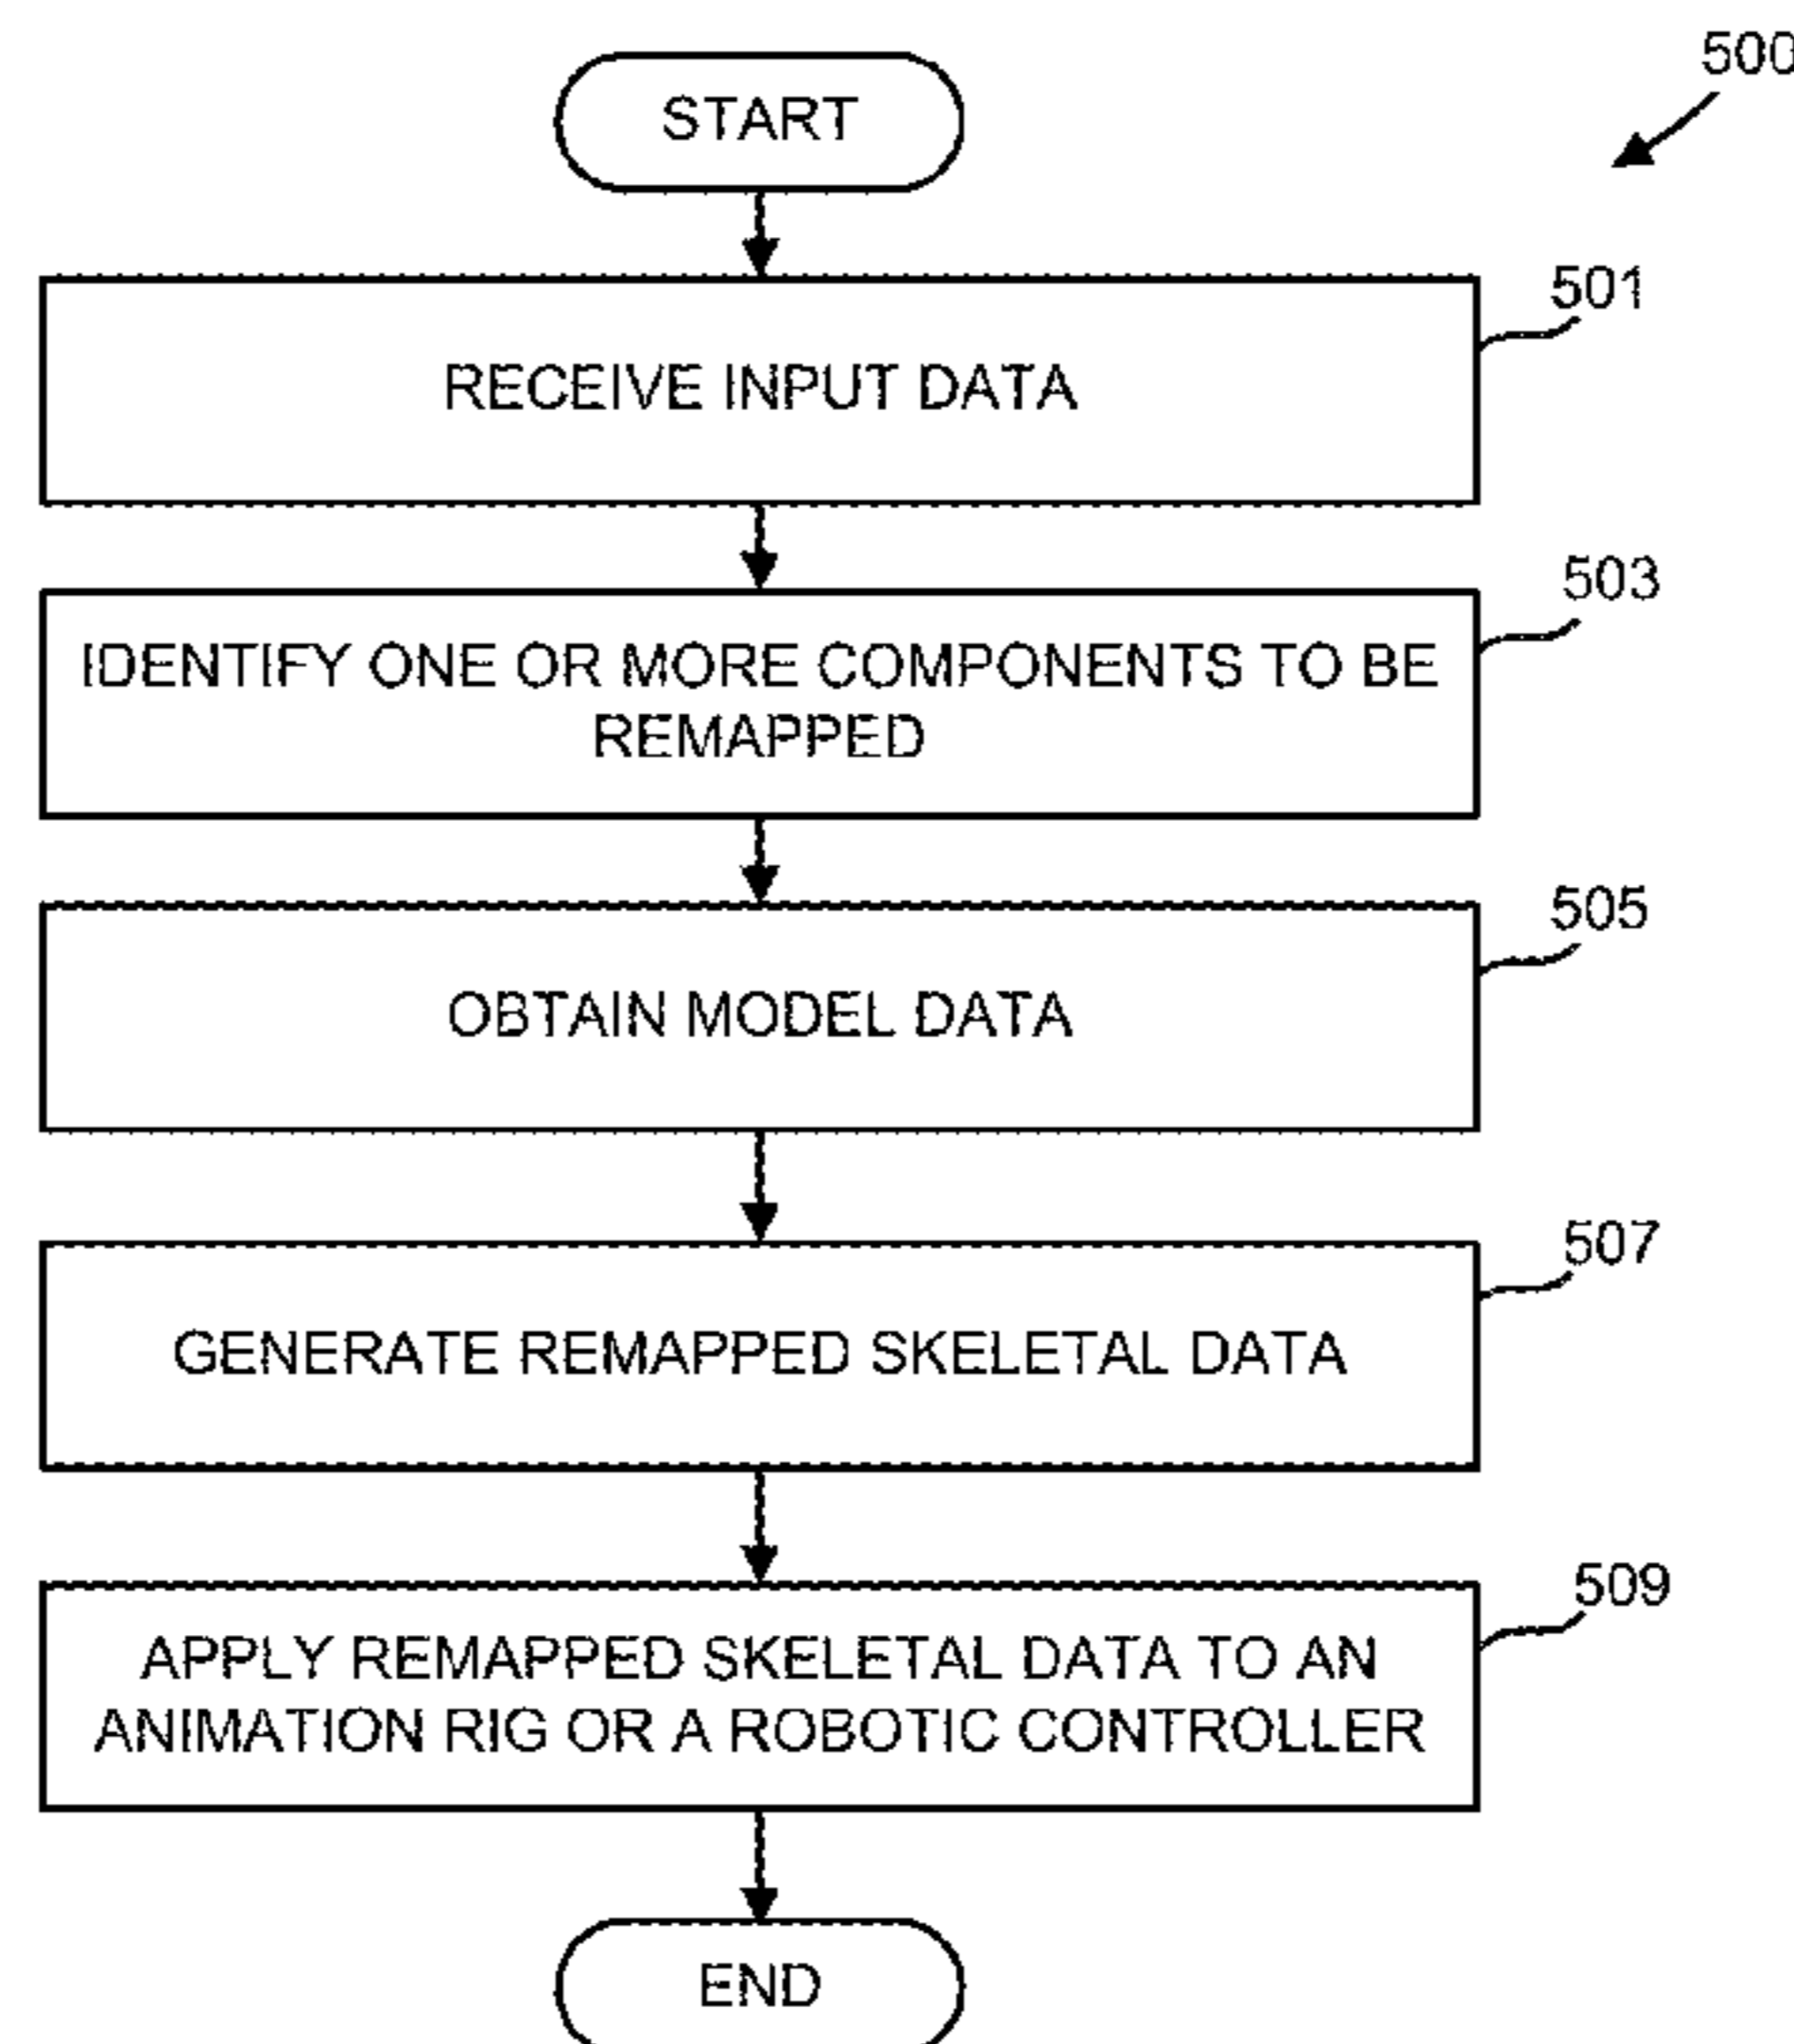 500
START
501
RECEIVE INPUT DATA
503
IDENTIFY ONE OR MORE COMPONENTS TO BE
REMAPPED
505
OBTAIN MODEL DATA
507
GENERATE REMAPPED SKELETAL DATA
509
APPLY REMAPPED SKELETAL DATA TO AN
ANIMATION RIG OR A ROBOTIC CONTROLLER
END